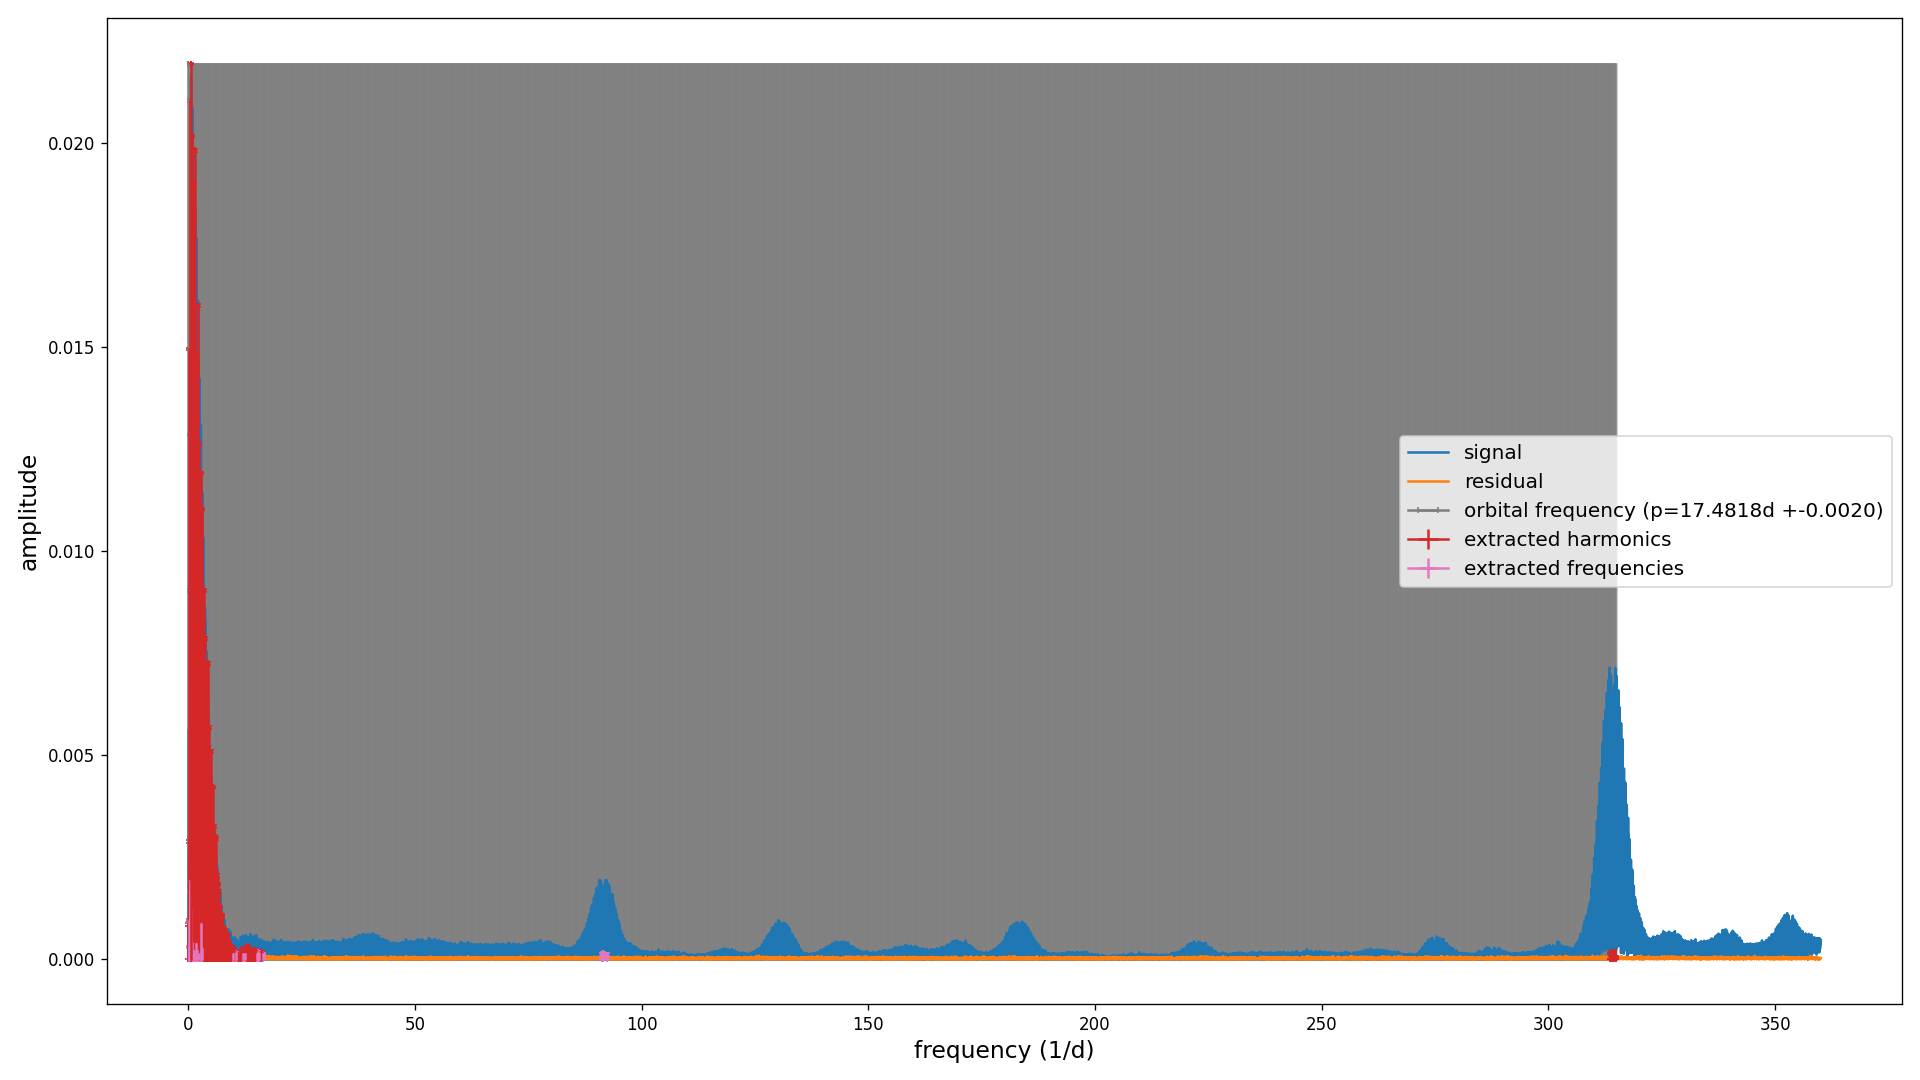 amplitude
0.020
0.015
0.010
0.005
0.000
signal
residual
orbital frequency (p=17.4818d +-0.0020)
extracted harmonics
extracted frequencies
0 50 100 150 200 250 300 350
frequency (1/d)